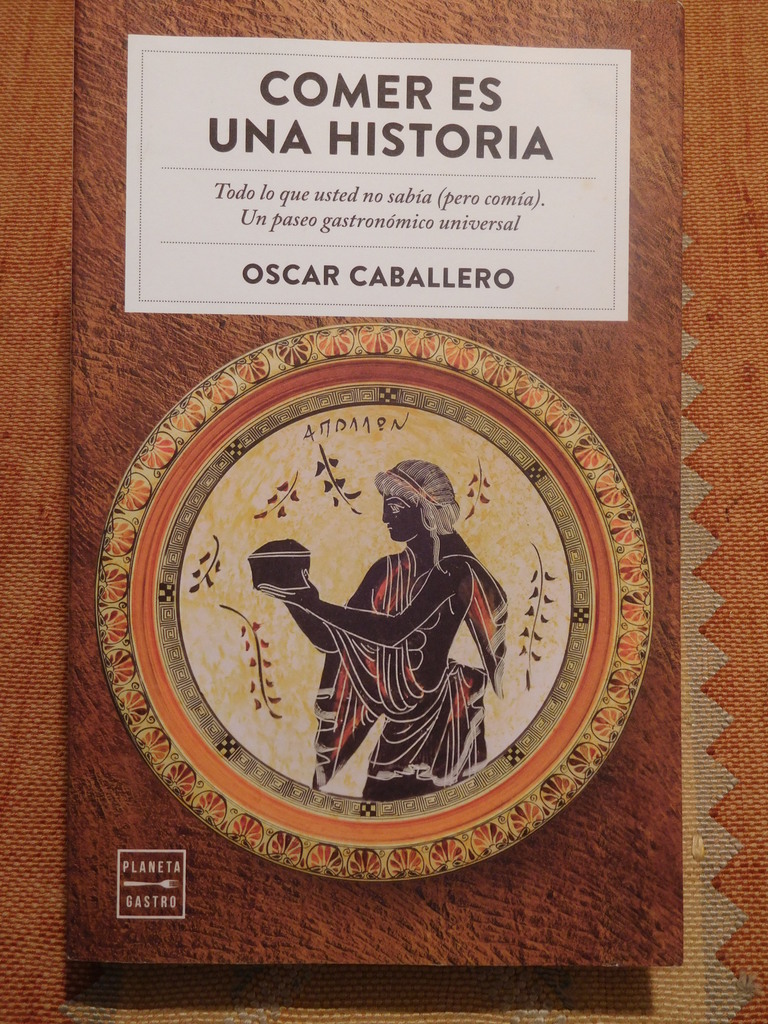 COMER ES
UNA HISTORIA
Todo lo que usted no sabía (pero comía).
Un paseo gastronómico universal
OSCAR CABALLERO
ΑΠΟΛΛΩΝ
PLANETA
GASTRO